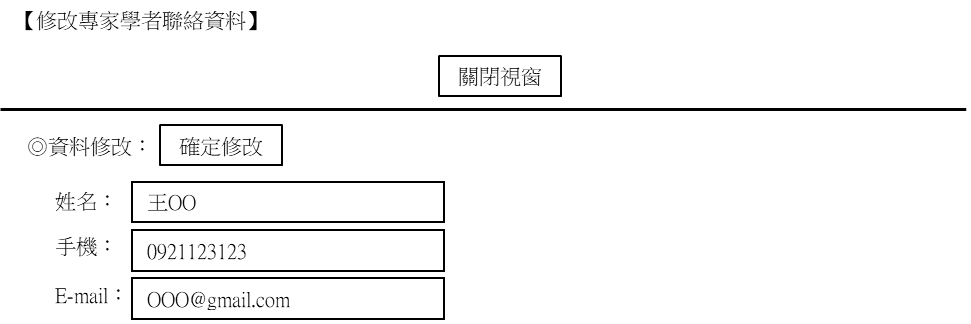 【修改專家學者聯絡資料】
關閉視窗
◎資料修改： 確定修改
姓名： 王OO
手機： 0921123123
E-mail： OOO@gmail.com